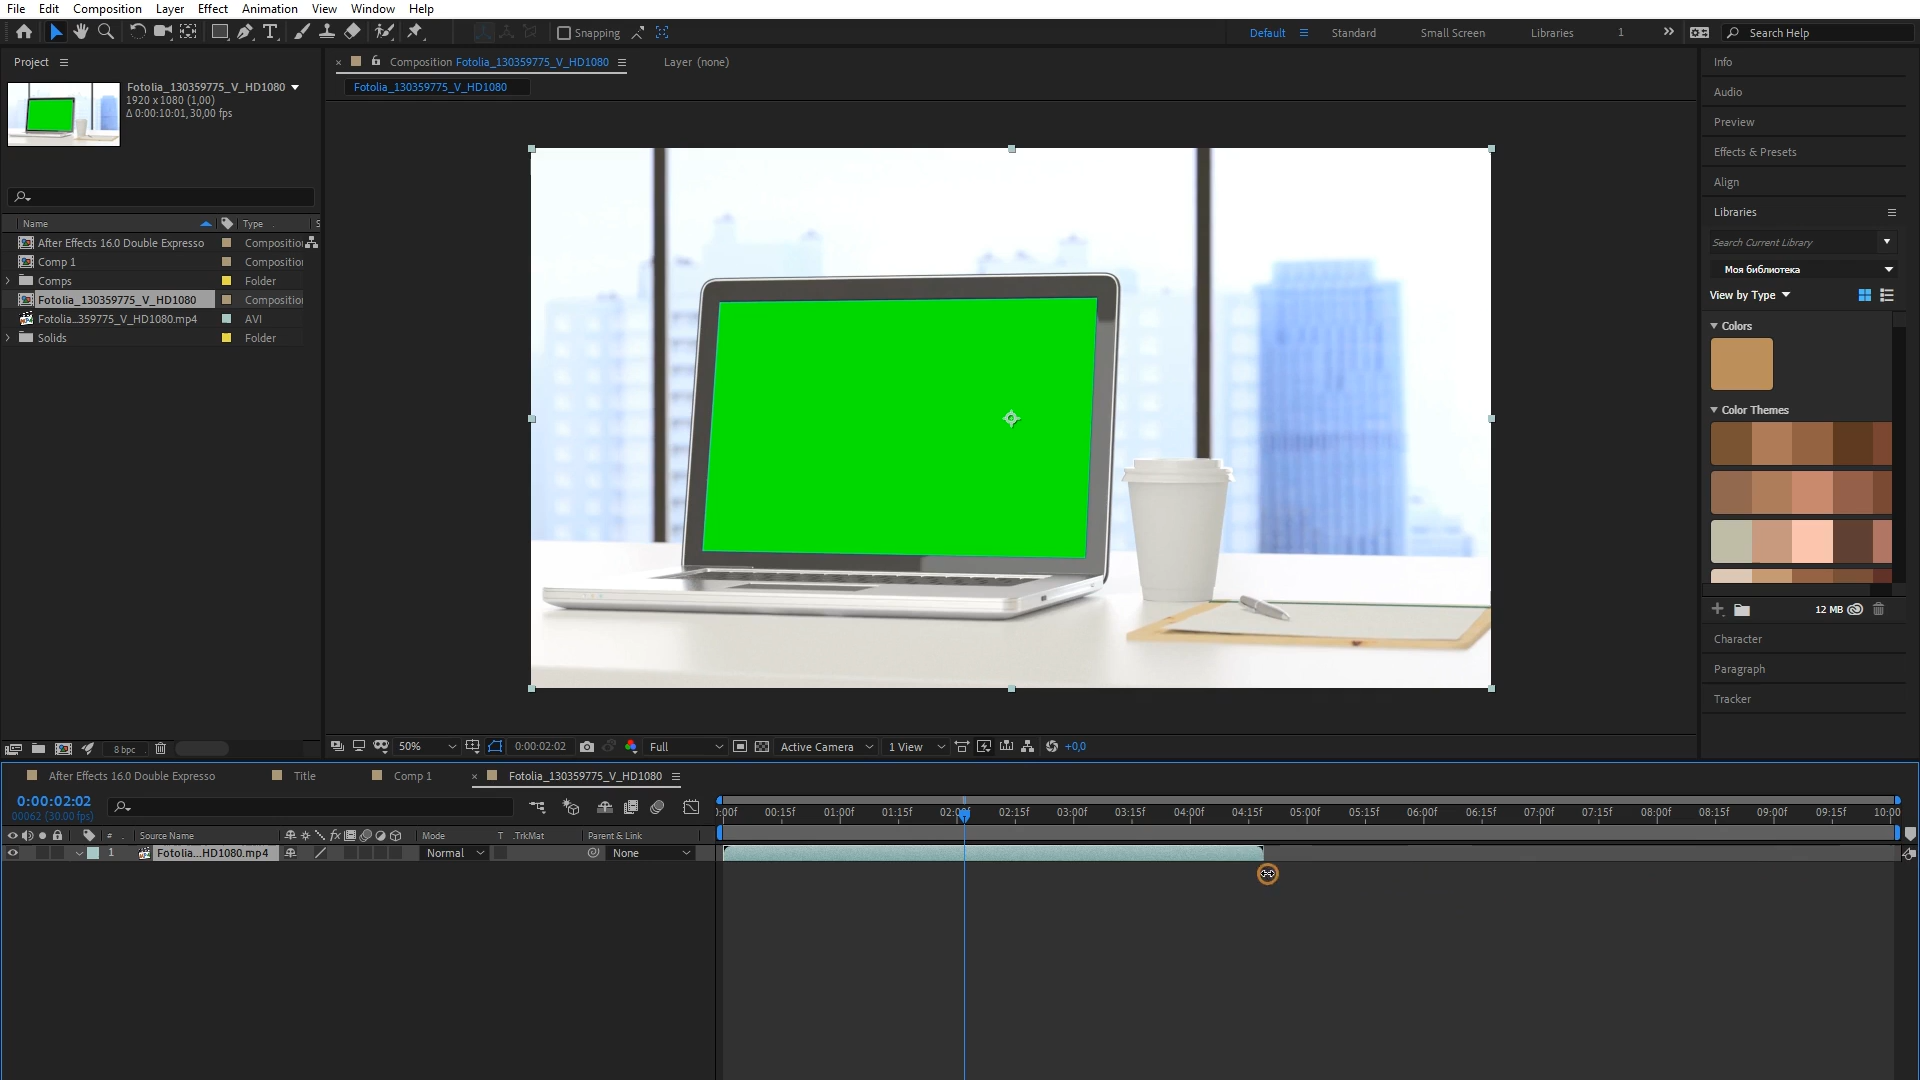 File Edit Composition Layer Effect Animation View Window Help
Snapping
Default Standard Small Screen Libraries 1 Search Help
Project
Composition Fotolia_130359775_V_HD1080 Layer (none)
Fotolia_130359775_V_HD1080
Fotolia_130359775_V_HD1080
1920 x 1080 (1,00)
Δ 0:00:10:01, 30,00 fps
Name Type S
After Effects 16.0 Double Expresso Compositio
Comp 1 Compositio
Comps Folder
Fotolia_130359775_V_HD1080 Compositio
Fotolia...359775_V_HD1080.mp4 AVI
Solids Folder
Info
Audio
Preview
Effects & Presets
Align
Libraries
Search Current Library
Моя библиотека
View by Type
Colors
Color Themes
12 MB
Character
Paragraph
Tracker
8 bpc
50% 0:00:02:02 Full Active Camera 1 View +0,0
After Effects 16.0 Double Expresso Title Comp 1 Fotolia_130359775_V_HD1080
0:00:02:02
00062 (30.00 fps)
):00f 00:15f 01:00f 01:15f 02:00f 02:15f 03:00f 03:15f 04:00f 04:15f 05:00f 05:15f 06:00f 06:15f 07:00f 07:15f 08:00f 08:15f 09:00f 09:15f 10:00
# Source Name fx Mode T .TrkMat Parent & Link
1 Fotolia...HD1080.mp4 Normal None